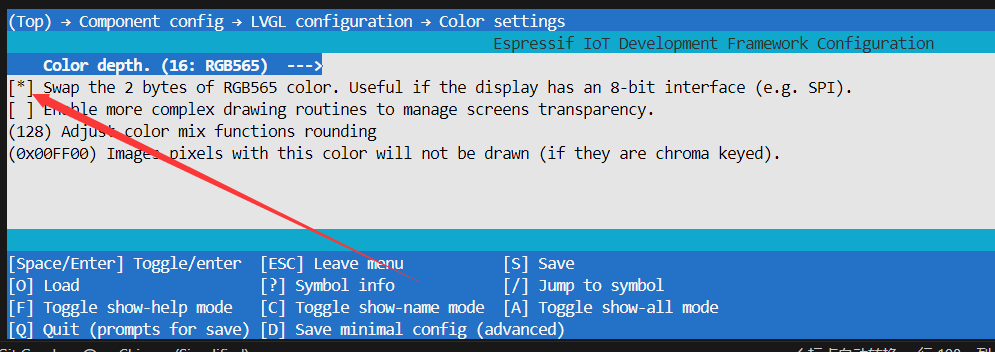 (Top) → Component config → LVGL configuration → Color settings
Espressif IoT Development Framework Configuration
Color depth. (16: RGB565)  --->
[*] Swap the 2 bytes of RGB565 color. Useful if the display has an 8-bit interface (e.g. SPI).
[ ] Enable more complex drawing routines to manage screens transparency.
(128) Adjust color mix functions rounding
(0x00FF00) Images pixels with this color will not be drawn (if they are chroma keyed).
[Space/Enter] Toggle/enter  [ESC] Leave menu  [S] Save
[O] Load  [?] Symbol info  [/] Jump to symbol
[F] Toggle show-help mode  [C] Toggle show-name mode  [A] Toggle show-all mode
[Q] Quit (prompts for save)  [D] Save minimal config (advanced)